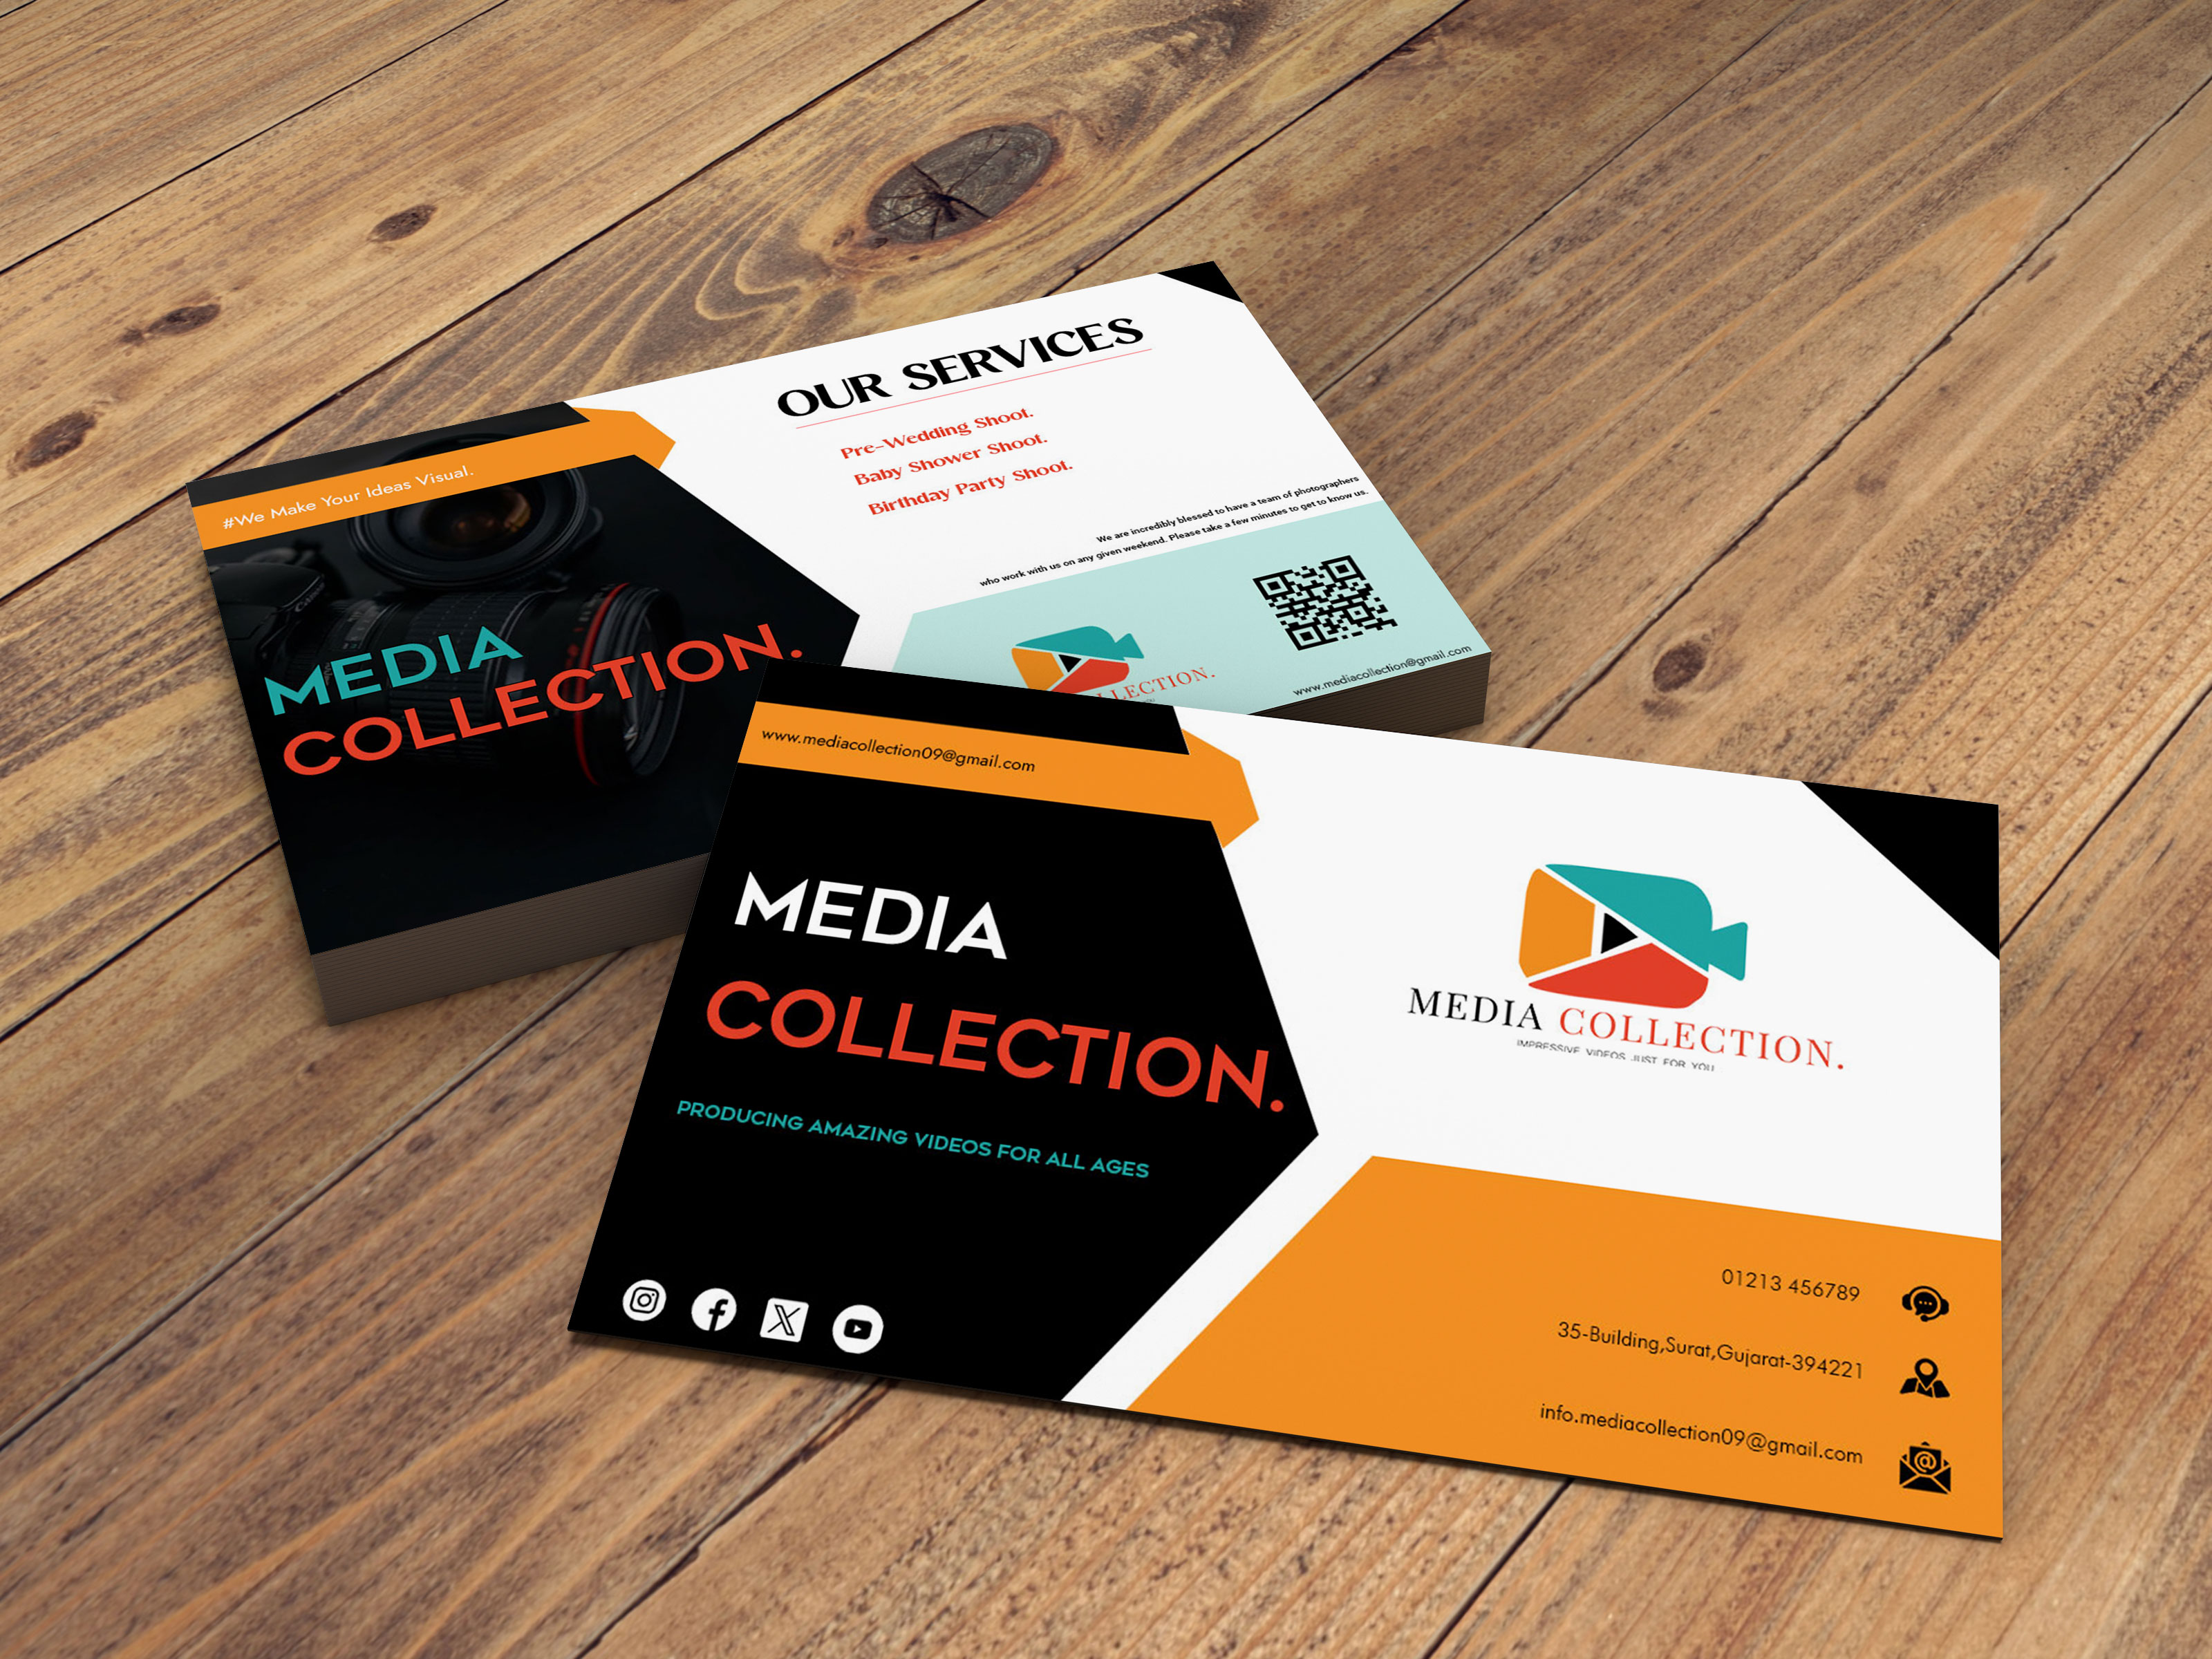 #We Make Your Ideas Visual.
MEDIA
COLLECTION.
OUR SERVICES
Pre-Wedding Shoot.
Baby Shower Shoot.
Birthday Party Shoot.
We are incredibly blessed to have a team of photographers
who work with us on any given weekend. Please take a few minutes to get to know us.
COLLECTION.
www.mediacollection@gmail.com
www.mediacollection09@gmail.com
MEDIA
COLLECTION.
PRODUCING AMAZING VIDEOS FOR ALL AGES
MEDIA COLLECTION.
IMPRESSIVE VIDEOS JUST FOR YOU
01213 456789
35-Building,Surat,Gujarat-394221
info.mediacollection09@gmail.com